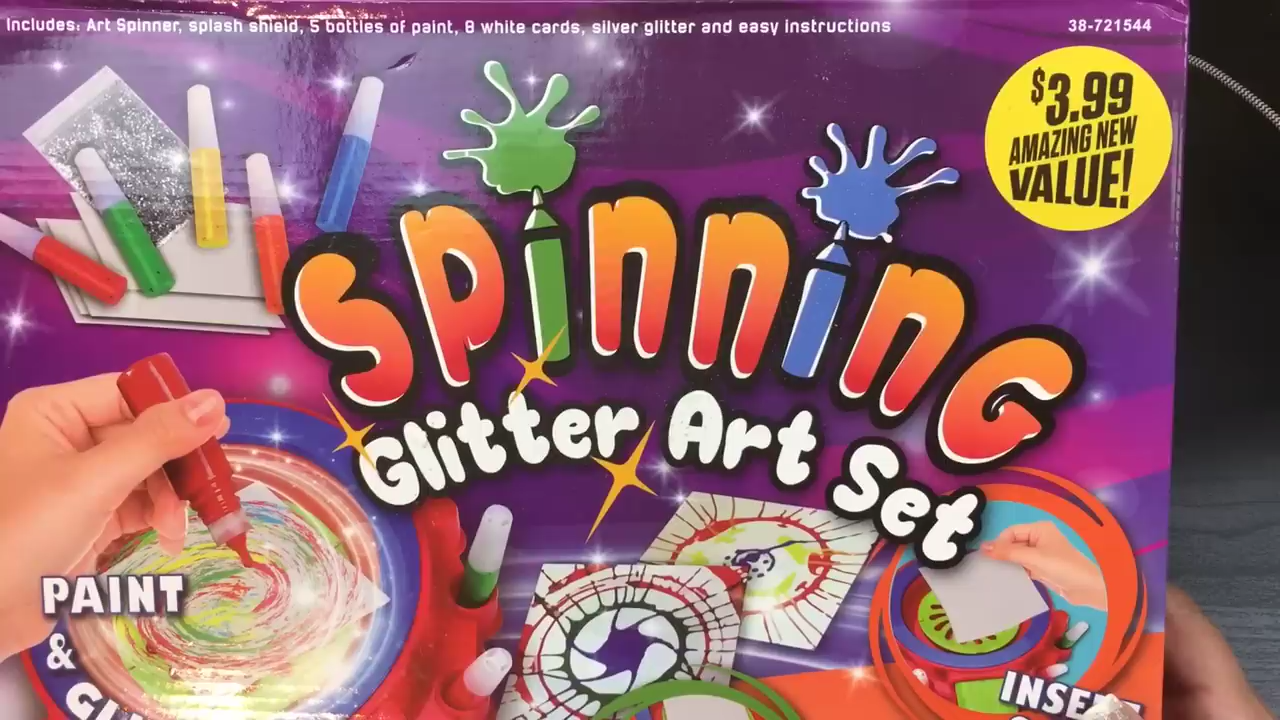 Includes: Art Spinner, splash shield, 5 bottles of paint, 8 white cards, silver glitter and easy instructions
38-721544
$3.99
AMAZING NEW
VALUE!
Spinning
Glitter Art Set
PAINT
&